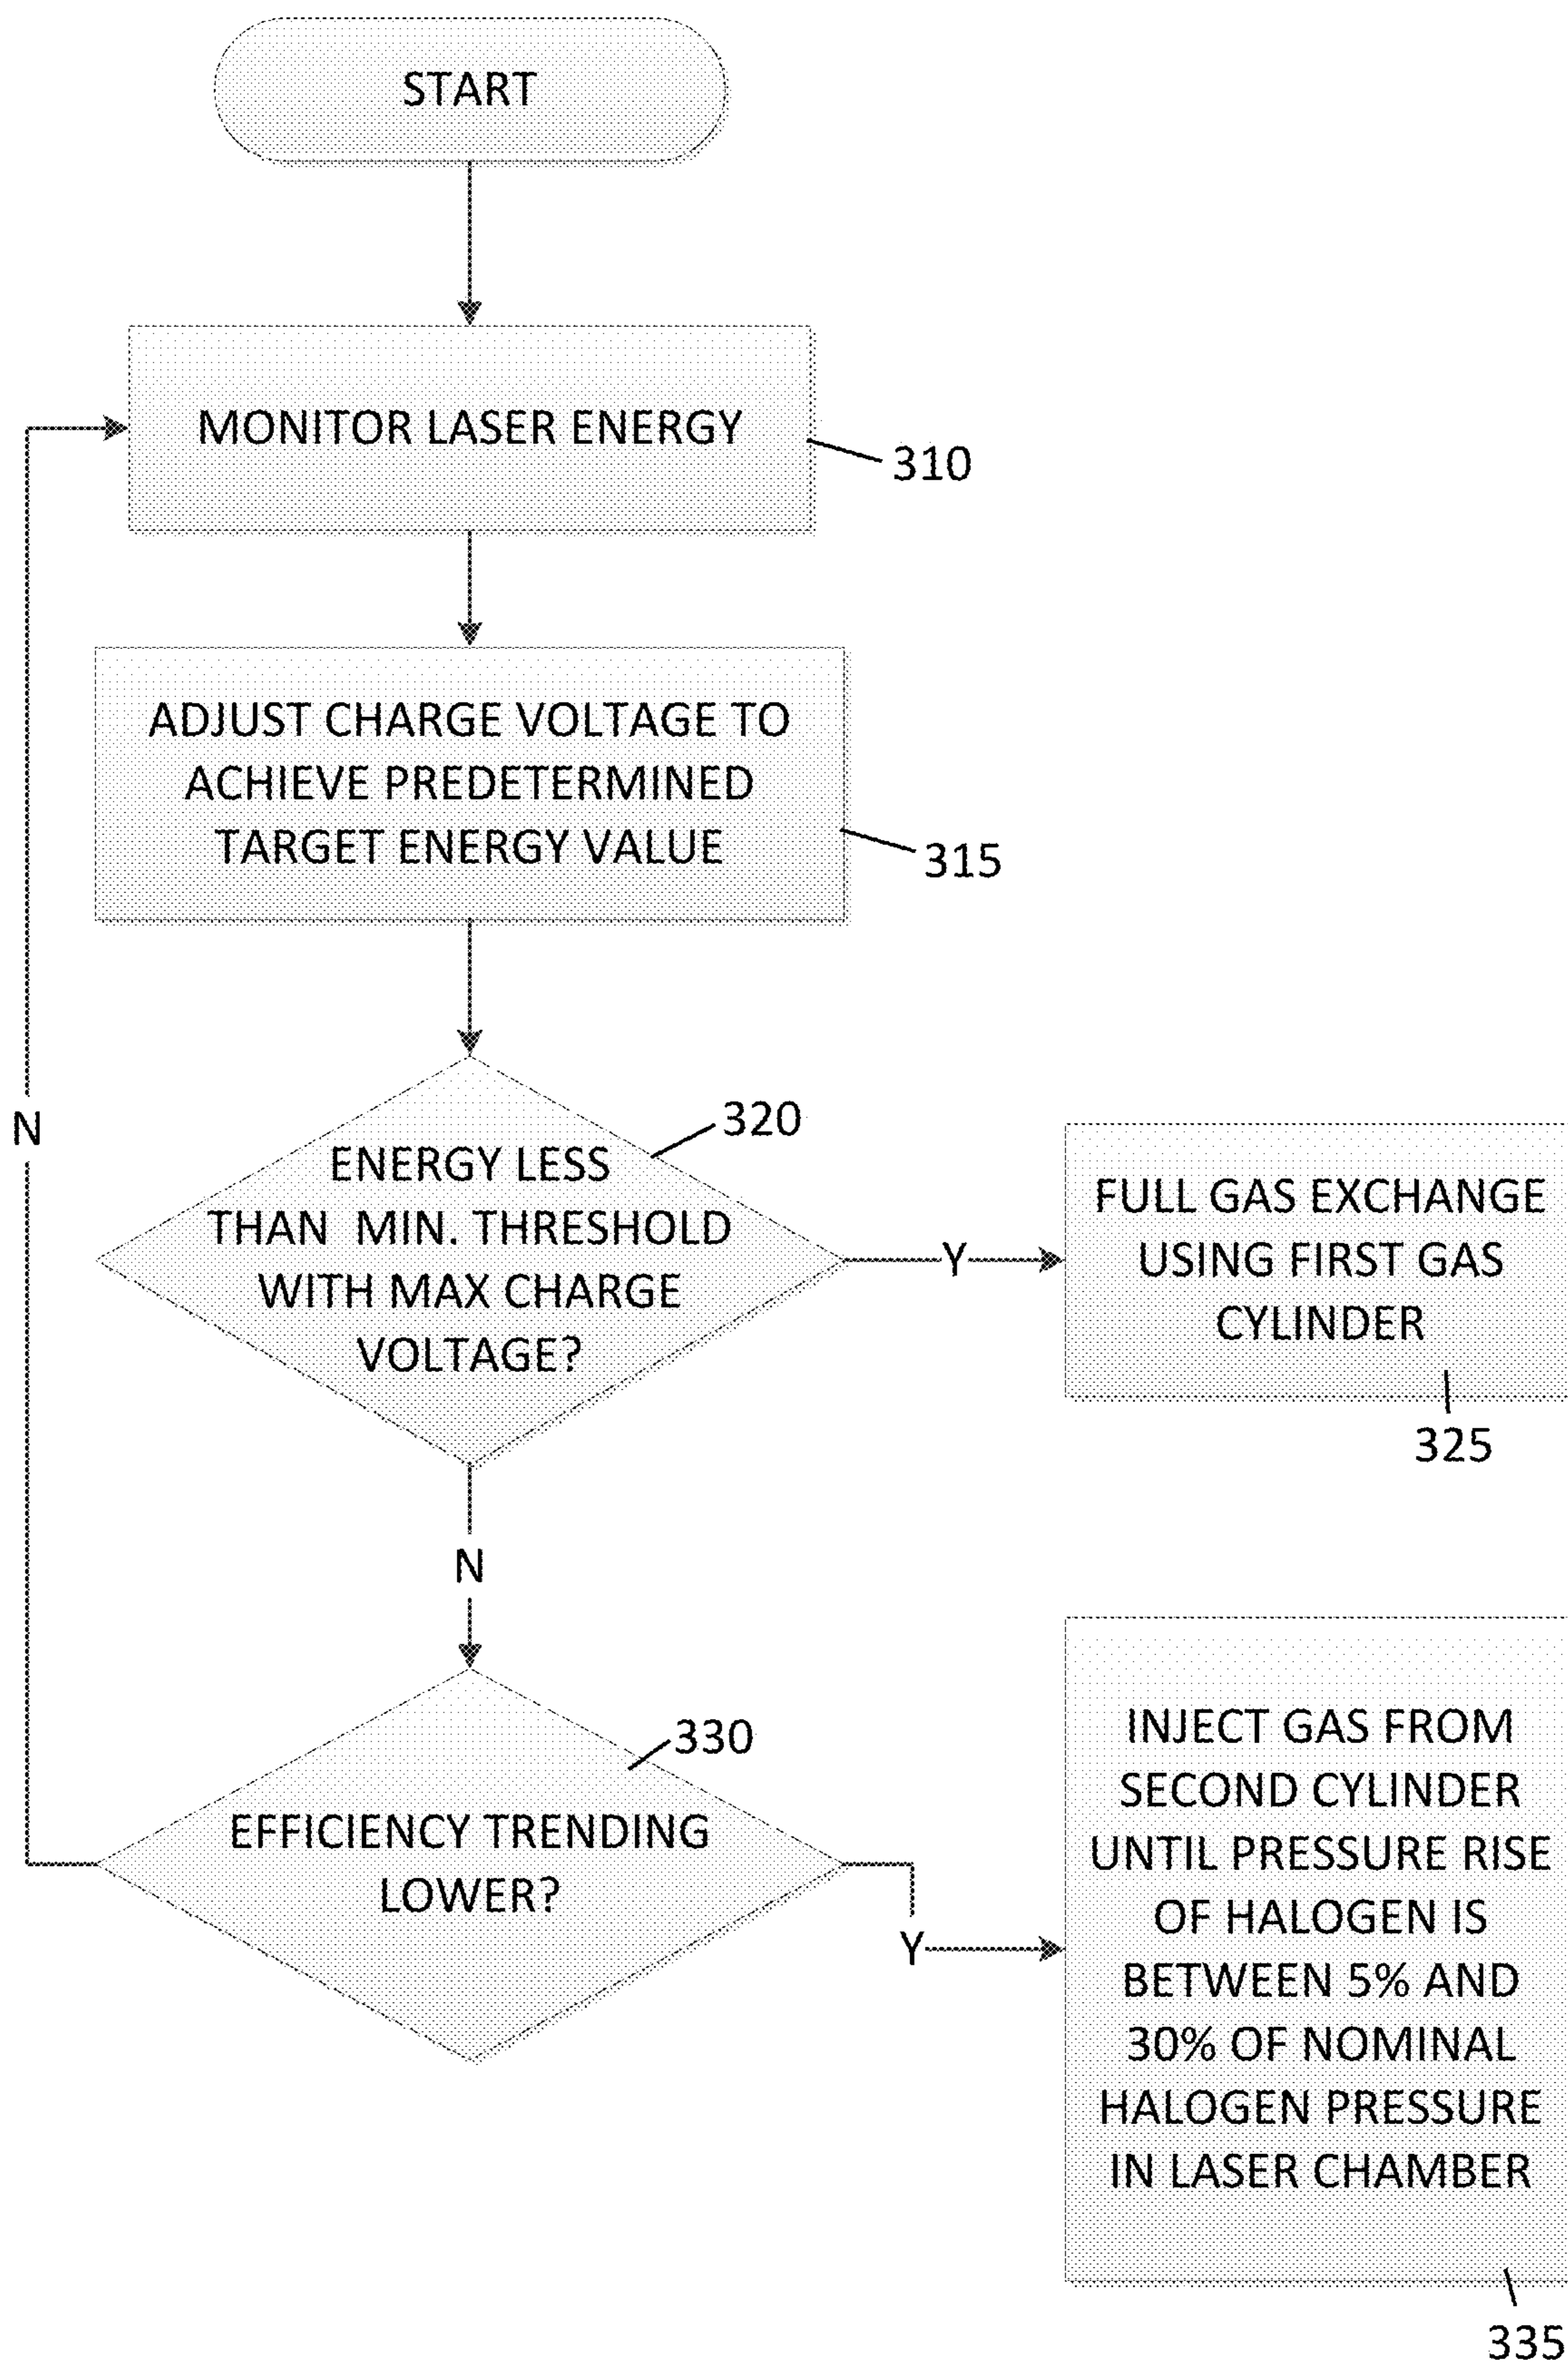 START
MONITOR LASER ENERGY
310
ADJUST CHARGE VOLTAGE TO
ACHIEVE PREDETERMINED
TARGET ENERGY VALUE
315
N
320
ENERGY LESS
THAN MIN. THRESHOLD
WITH MAX CHARGE
VOLTAGE?
Y
FULL GAS EXCHANGE
USING FIRST GAS
CYLINDER
325
N
330
EFFICIENCY TRENDING
LOWER?
Y
INJECT GAS FROM
SECOND CYLINDER
UNTIL PRESSURE RISE
OF HALOGEN IS
BETWEEN 5% AND
30% OF NOMINAL
HALOGEN PRESSURE
IN LASER CHAMBER
335